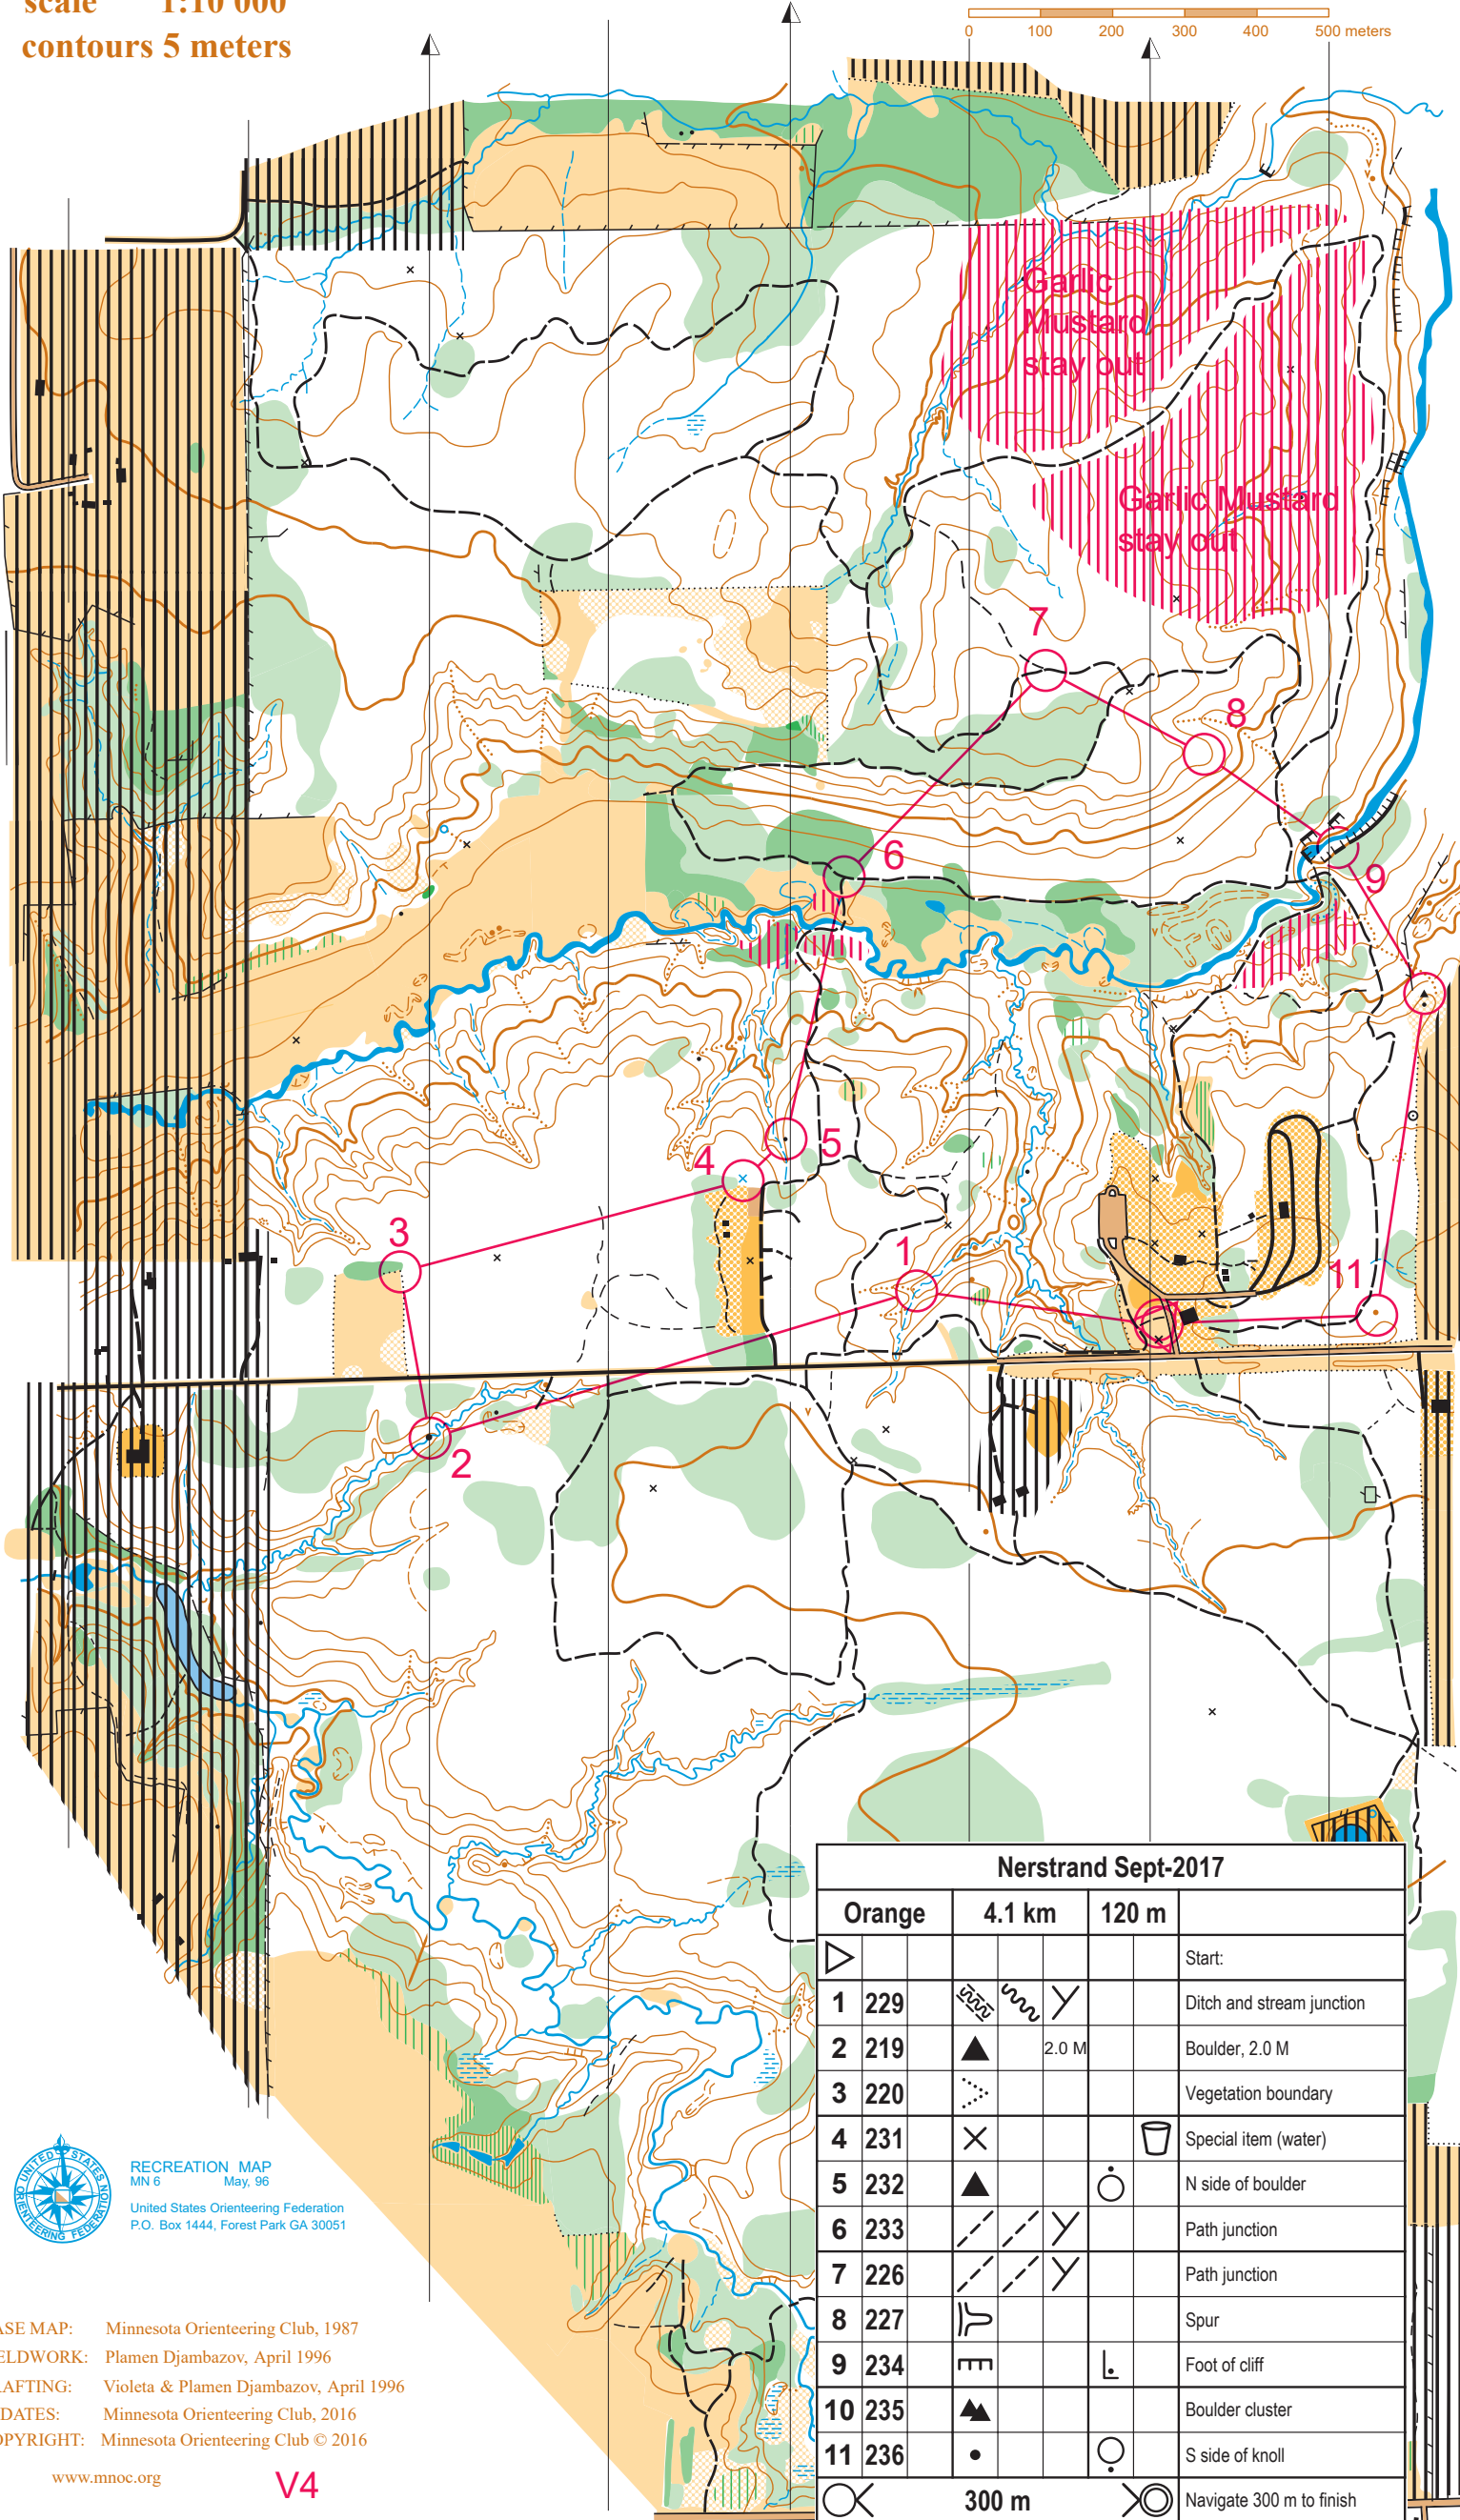 scale 1:10 000
contours 5 meters
0 100 200 300 400 500 meters
Garlic
Mustard
stay out
Garlic Mustard
stay out
7
8
6
9
5
4
3
1
11
2
Nerstrand Sept-2017
Orange 4.1 km 120 m
Start:
1 229 Ditch and stream junction
2 219 2.0 M Boulder, 2.0 M
3 220 Vegetation boundary
4 231 Special item (water)
5 232 N side of boulder
6 233 Path junction
7 226 Path junction
8 227 Spur
9 234 Foot of cliff
10 235 Boulder cluster
11 236 S side of knoll
300 m Navigate 300 m to finish
UNITED STATES ORIENTEERING FEDERATION
RECREATION MAP
MN 6 May, 96
United States Orienteering Federation
P.O. Box 1444, Forest Park GA 30051
ASE MAP: Minnesota Orienteering Club, 1987
ELDWORK: Plamen Djambazov, April 1996
AFTING: Violeta & Plamen Djambazov, April 1996
DATES: Minnesota Orienteering Club, 2016
OPYRIGHT: Minnesota Orienteering Club © 2016
www.mnoc.org
V4